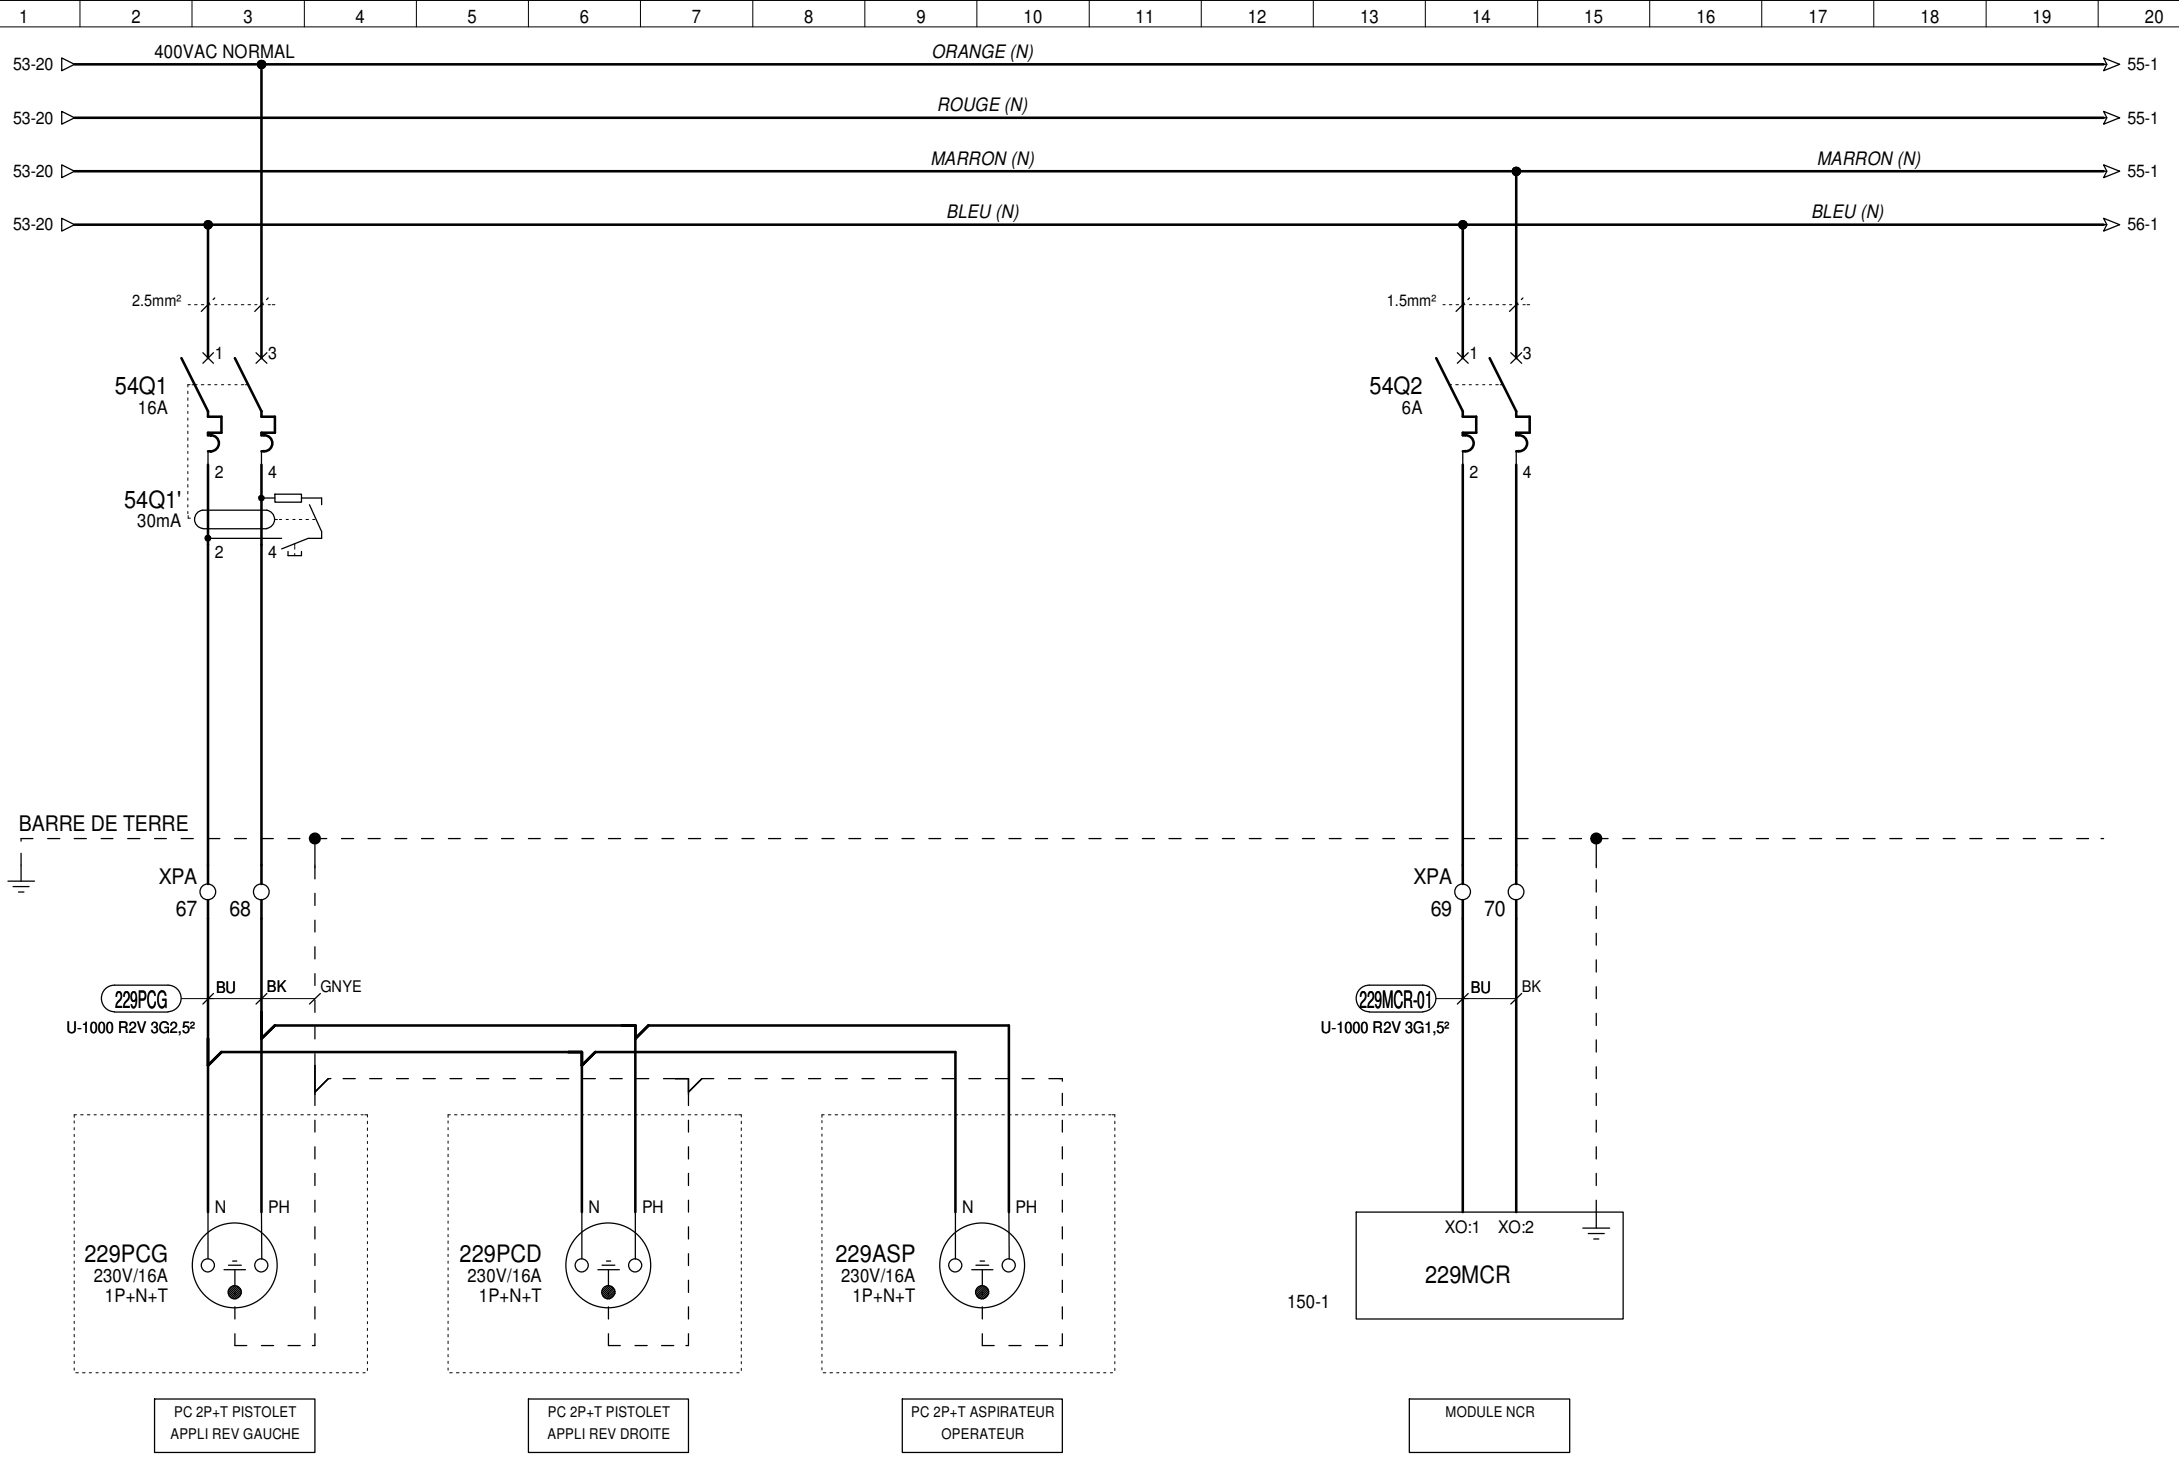 1 2 3 4 5 6 7 8 9 10 11 12 13 14 15 16 17 18 19 20
400VAC NORMAL ORANGE (N)
53-20 55-1
ROUGE (N)
53-20 55-1
MARRON (N) MARRON (N)
53-20 55-1
BLEU (N) BLEU (N)
53-20 56-1
2.5mm² 1.5mm²
1 3 1 3
54Q1 54Q2
16A 6A
2 4 2 4
54Q1'
30mA
2 4
BARRE DE TERRE
XPA XPA
67 68 69 70
229PCG BU BK GNYE 229MCR-01 BU BK
U-1000 R2V 3G2,5² U-1000 R2V 3G1,5²
N PH N PH N PH XO:1 XO:2
229PCG 229PCD 229ASP 229MCR
230V/16A 230V/16A 230V/16A
1P+N+T 1P+N+T 1P+N+T 150-1
PC 2P+T PISTOLET PC 2P+T PISTOLET PC 2P+T ASPIRATEUR MODULE NCR
APPLI REV GAUCHE APPLI REV DROITE OPERATEUR